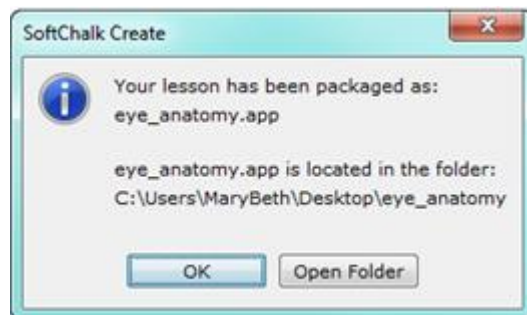 SoftChalk Create
Your lesson has been packaged as:
eye_anatomy.app
eye_anatomy.app is located in the folder:
C:\Users\MaryBeth\Desktop\eye_anatomy
OK
Open Folder